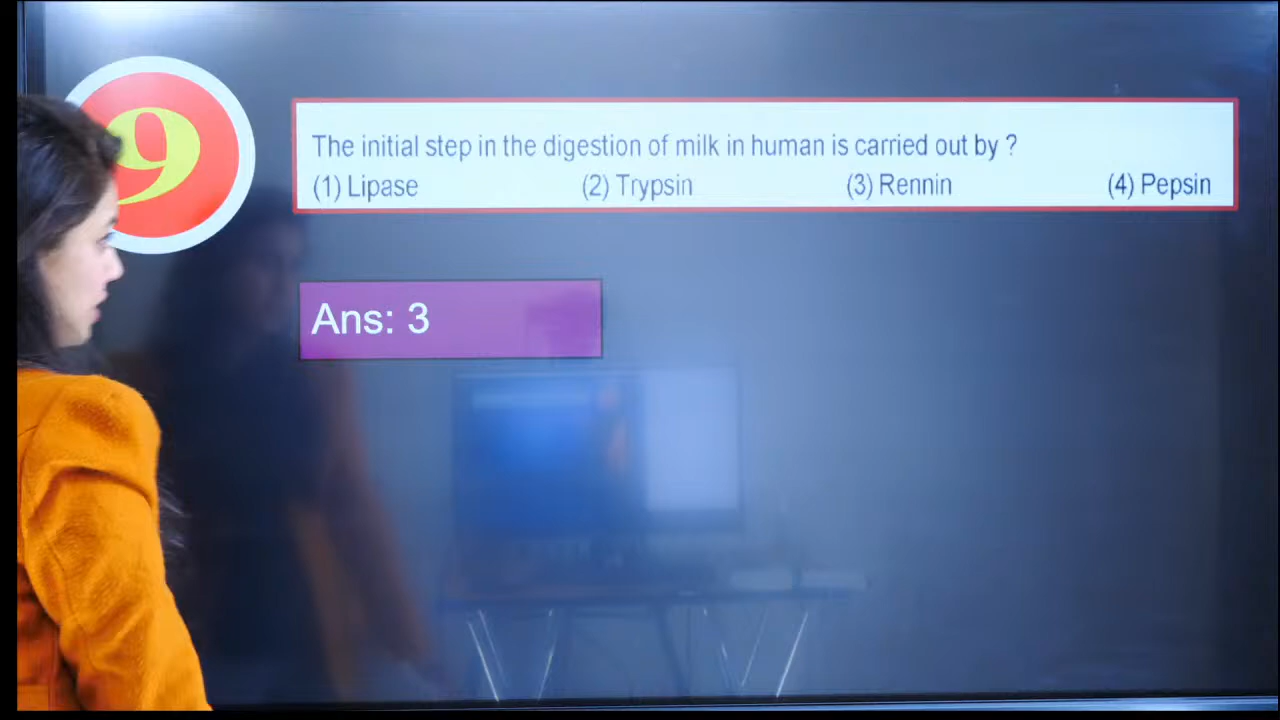 9
The initial step in the digestion of milk in human is carried out by ?
(1) Lipase (2) Trypsin (3) Rennin (4) Pepsin
Ans: 3